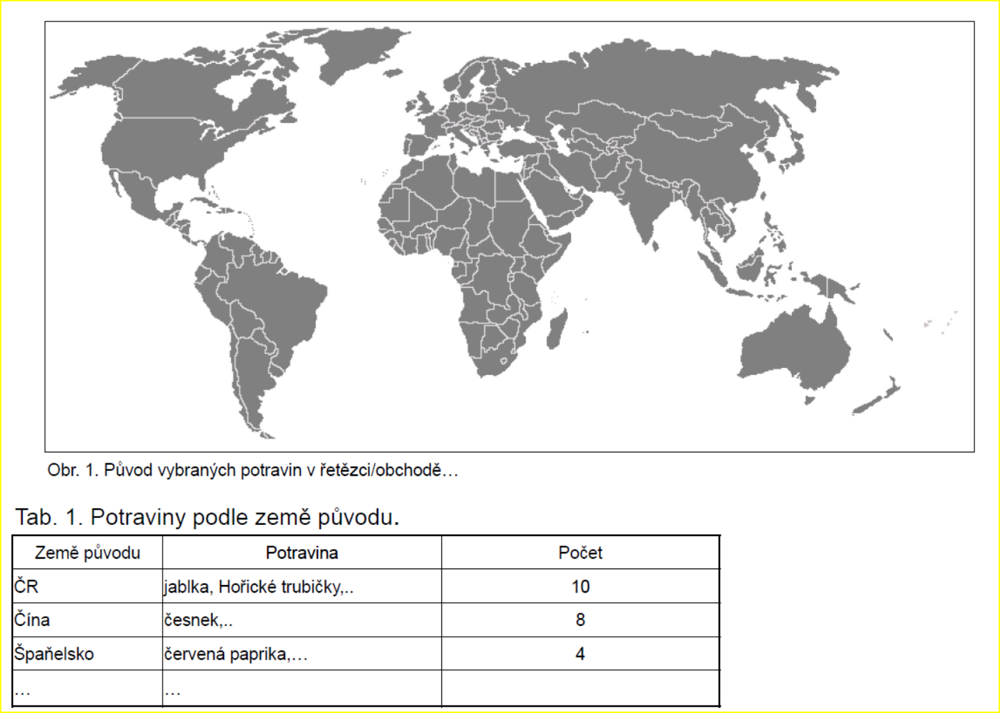 Obr. 1. Původ vybraných potravin v řetězci/obchodě…
Tab. 1. Potraviny podle země původu.
Země původu Potravina Počet
ČR jablka, Hořické trubičky,.. 10
Čína česnek,.. 8
Špaňelsko červená paprika,… 4
… …